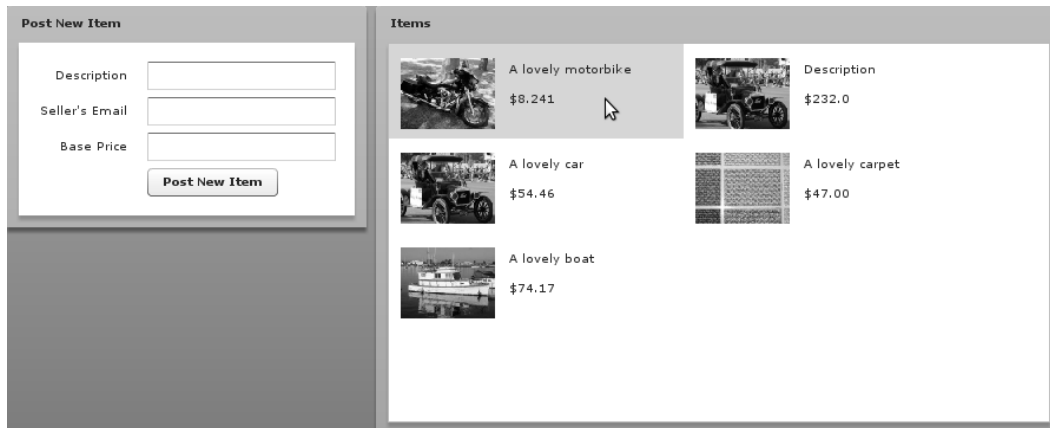 Post New Item
Description
Seller's Email
Base Price
Post New Item
Items
A lovely motorbike
$8.241
Description
$232.0
A lovely car
$54.46
A lovely carpet
$47.00
A lovely boat
$74.17